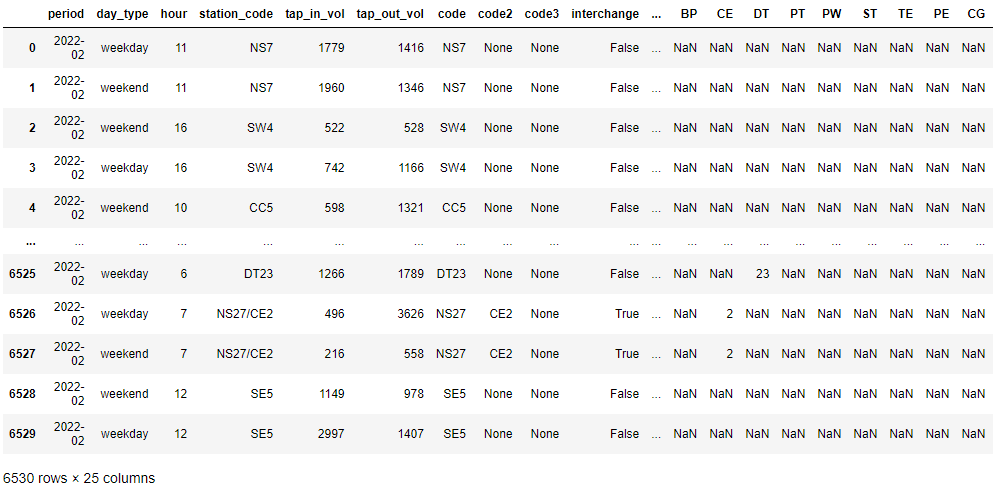 period day_type hour station_code tap_in_vol tap_out_vol code code2 code3 interchange ... BP CE DT PT PW ST TE PE CG
0 2022-02 weekday 11 NS7 1779 1416 NS7 None None False ... NaN NaN NaN NaN NaN NaN NaN NaN NaN
1 2022-02 weekend 11 NS7 1960 1346 NS7 None None False ... NaN NaN NaN NaN NaN NaN NaN NaN NaN
2 2022-02 weekend 16 SW4 522 528 SW4 None None False ... NaN NaN NaN NaN NaN NaN NaN NaN NaN
3 2022-02 weekday 16 SW4 742 1166 SW4 None None False ... NaN NaN NaN NaN NaN NaN NaN NaN NaN
4 2022-02 weekend 10 CC5 598 1321 CC5 None None False ... NaN NaN NaN NaN NaN NaN NaN NaN NaN
... ... ... ... ... ... ... ... ... ... ... ... ... ... ... ... ... ... ... ... ...
6525 2022-02 weekday 6 DT23 1266 1789 DT23 None None False ... NaN NaN 23 NaN NaN NaN NaN NaN NaN
6526 2022-02 weekday 7 NS27/CE2 496 3626 NS27 CE2 None True ... NaN 2 NaN NaN NaN NaN NaN NaN NaN
6527 2022-02 weekend 7 NS27/CE2 216 558 NS27 CE2 None True ... NaN 2 NaN NaN NaN NaN NaN NaN NaN
6528 2022-02 weekend 12 SE5 1149 978 SE5 None None False ... NaN NaN NaN NaN NaN NaN NaN NaN NaN
6529 2022-02 weekday 12 SE5 2997 1407 SE5 None None False ... NaN NaN NaN NaN NaN NaN NaN NaN NaN
6530 rows × 25 columns